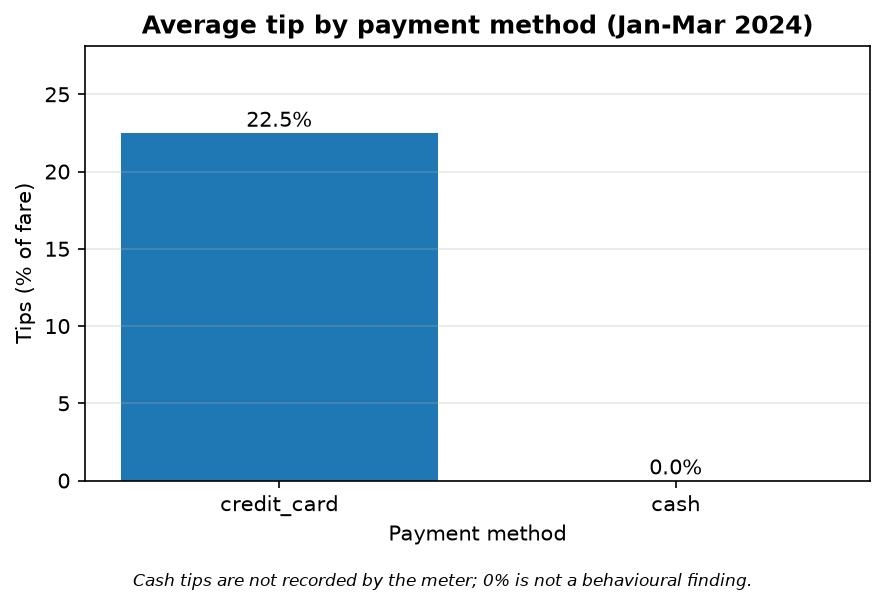 Average tip by payment method (Jan-Mar 2024)
Tips (% of fare)
25
20
15
10
5
0
22.5%
0.0%
credit_card
cash
Payment method
Cash tips are not recorded by the meter; 0% is not a behavioural finding.